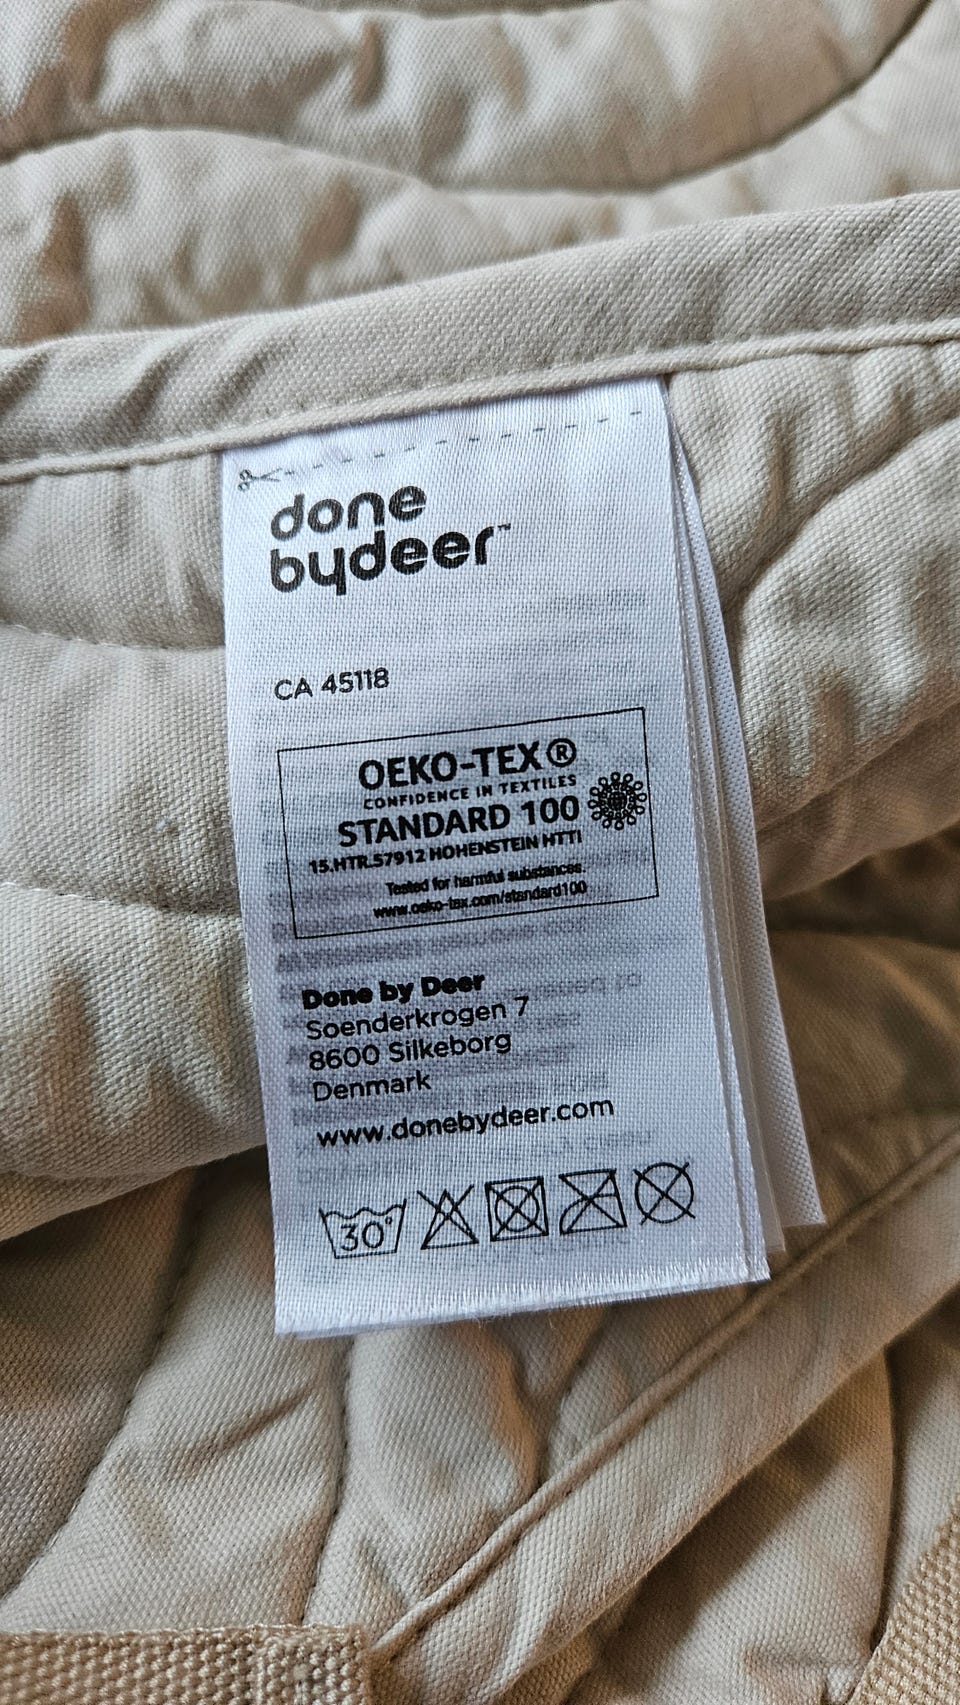 done
bydeer™
CA 45118
OEKO-TEX®
CONFIDENCE IN TEXTILES
STANDARD 100
15.HTR.57912 HOHENSTEIN HTTI
Tested for harmful substances.
www.oeko-tex.com/standard100
Done by Deer
Soenderkrogen 7
8600 Silkeborg
Denmark
www.donebydeer.com
30°